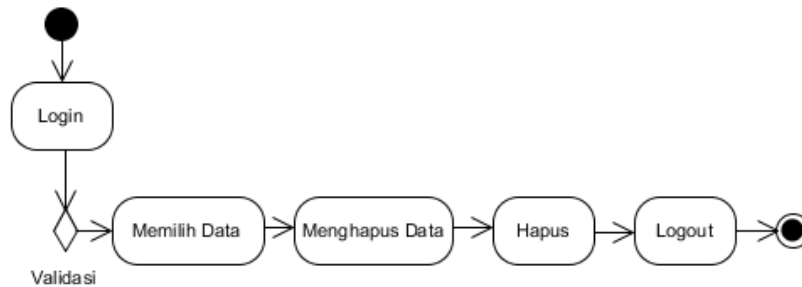 Login
Validasi
Memilih Data
Menghapus Data
Hapus
Logout